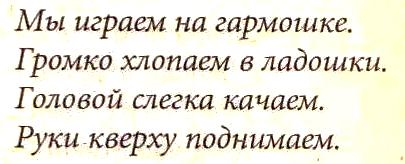 Мы играем на гармошке.
Громко хлопаем в ладошки.
Головой слегка качаем.
Руки кверху поднимаем.